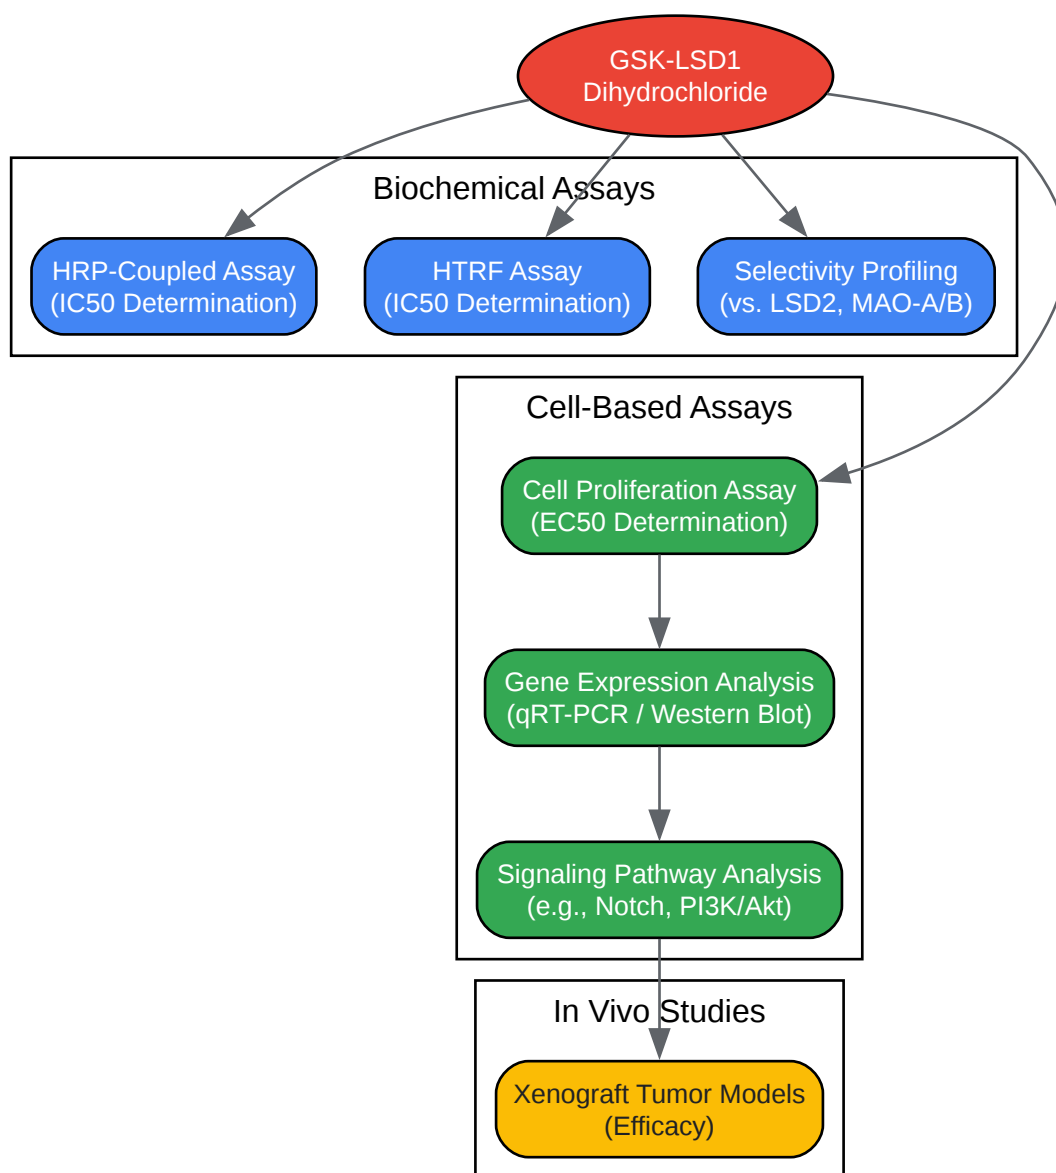 GSK-LSD1
Dihydrochloride
Biochemical Assays
HRP-Coupled Assay
(IC50 Determination)
HTRF Assay
(IC50 Determination)
Selectivity Profiling
(vs. LSD2, MAO-A/B)
Cell-Based Assays
Cell Proliferation Assay
(EC50 Determination)
Gene Expression Analysis
(qRT-PCR / Western Blot)
Signaling Pathway Analysis
(e.g., Notch, PI3K/Akt)
In Vivo Studies
Xenograft Tumor Models
(Efficacy)